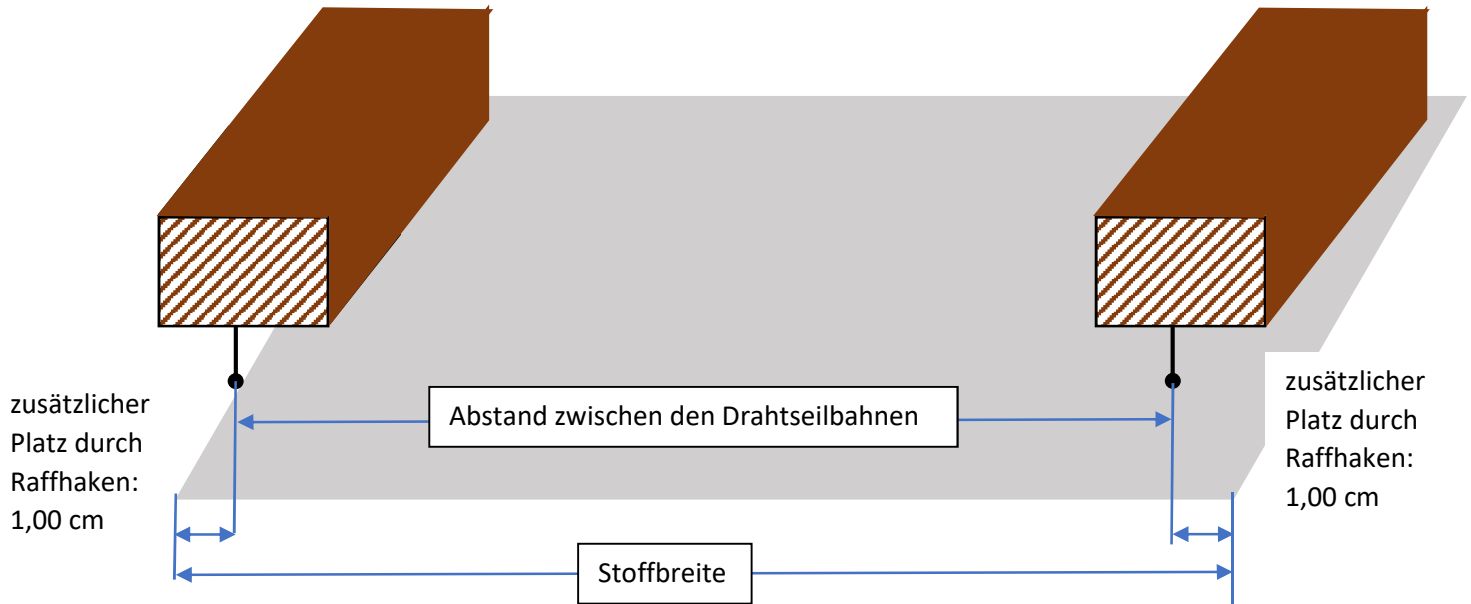 zusätzlicher
Platz durch
Raffhaken:
1,00 cm
Abstand zwischen den Drahtseilbahnen
zusätzlicher
Platz durch
Raffhaken:
1,00 cm
Stoffbreite